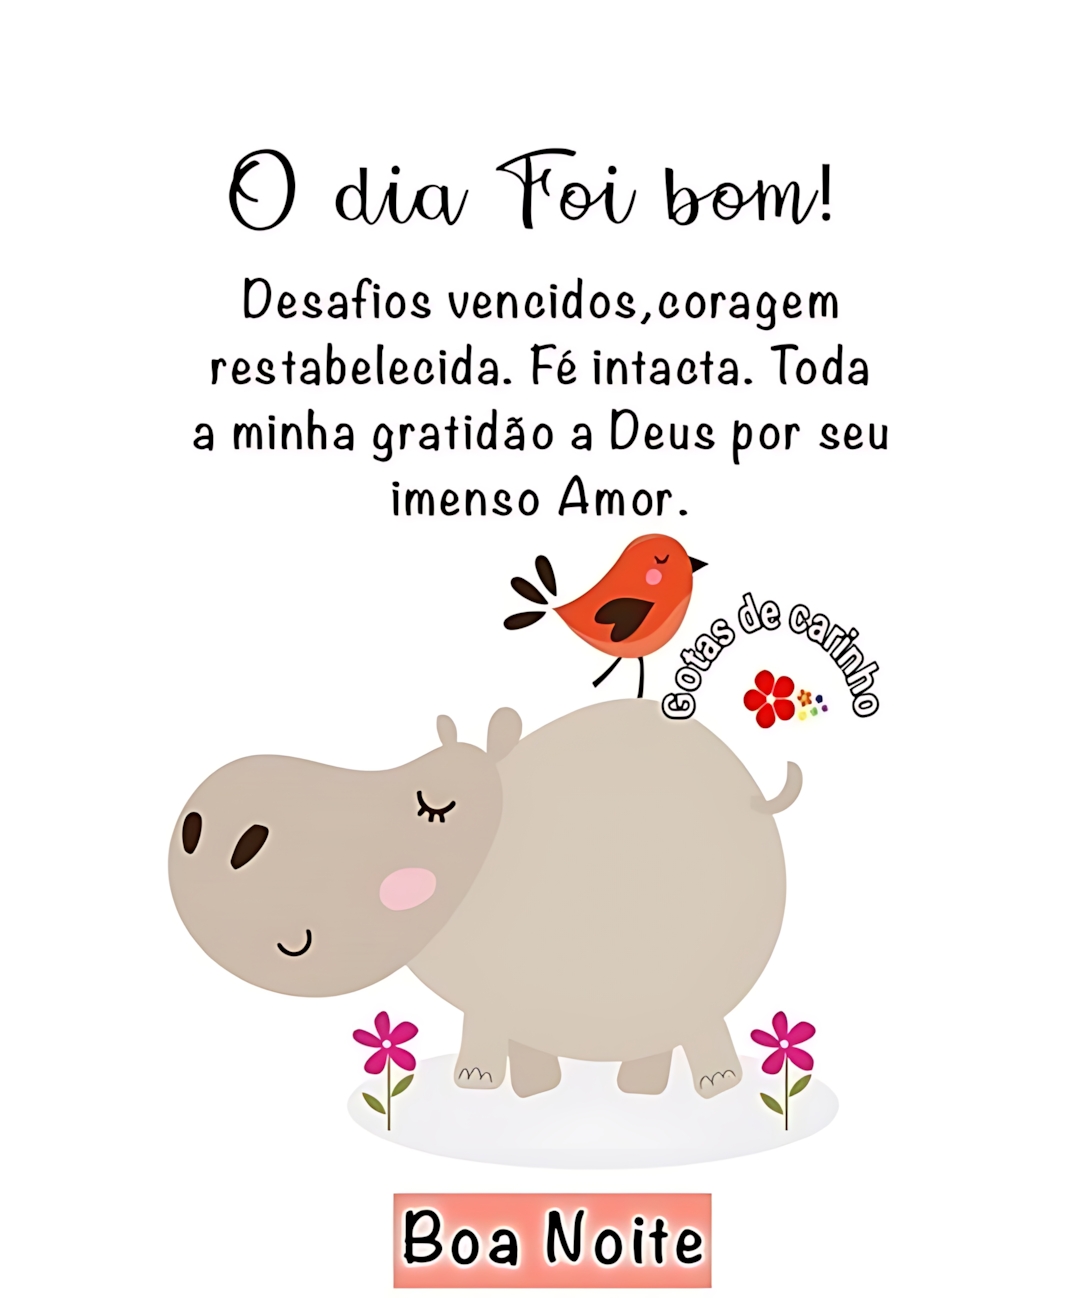 O dia Foi bom!
Desafios vencidos,coragem
restabelecida. Fé intacta. Toda
a minha gratidão a Deus por seu
imenso Amor.
Gotas de carinho
Boa Noite